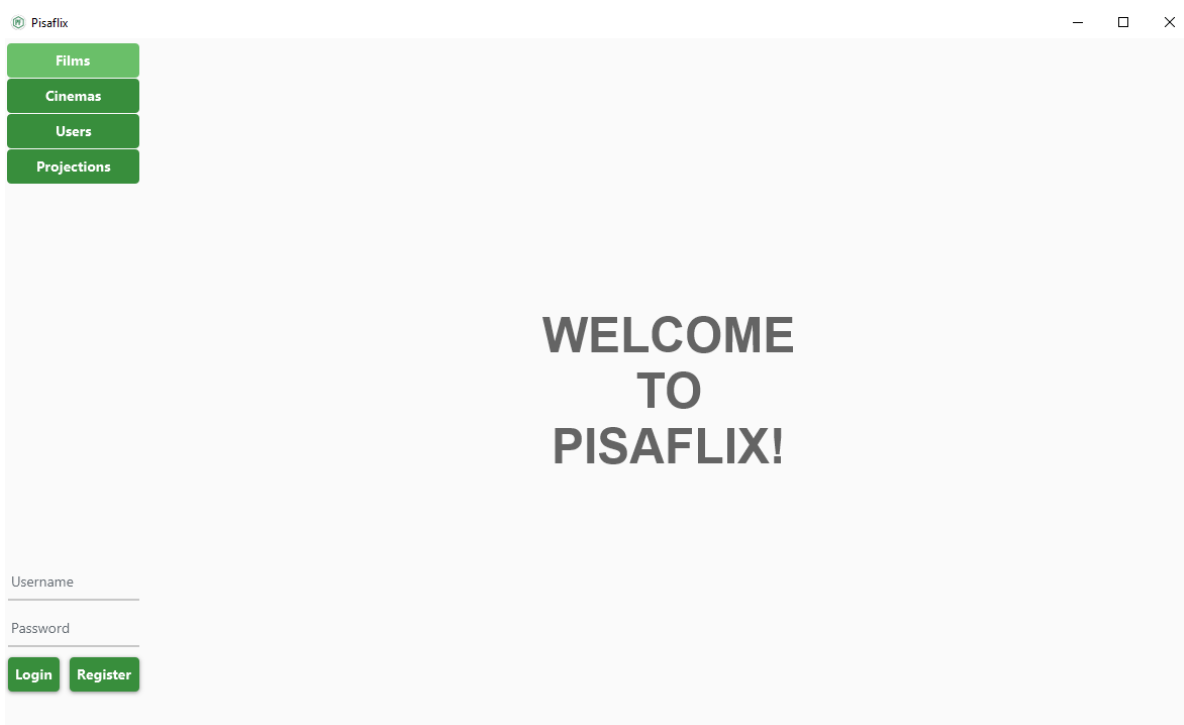 Pisaflix
Films
Cinemas
Users
Projections
WELCOME
TO
PISAFLIX!
Username
Password
Login Register